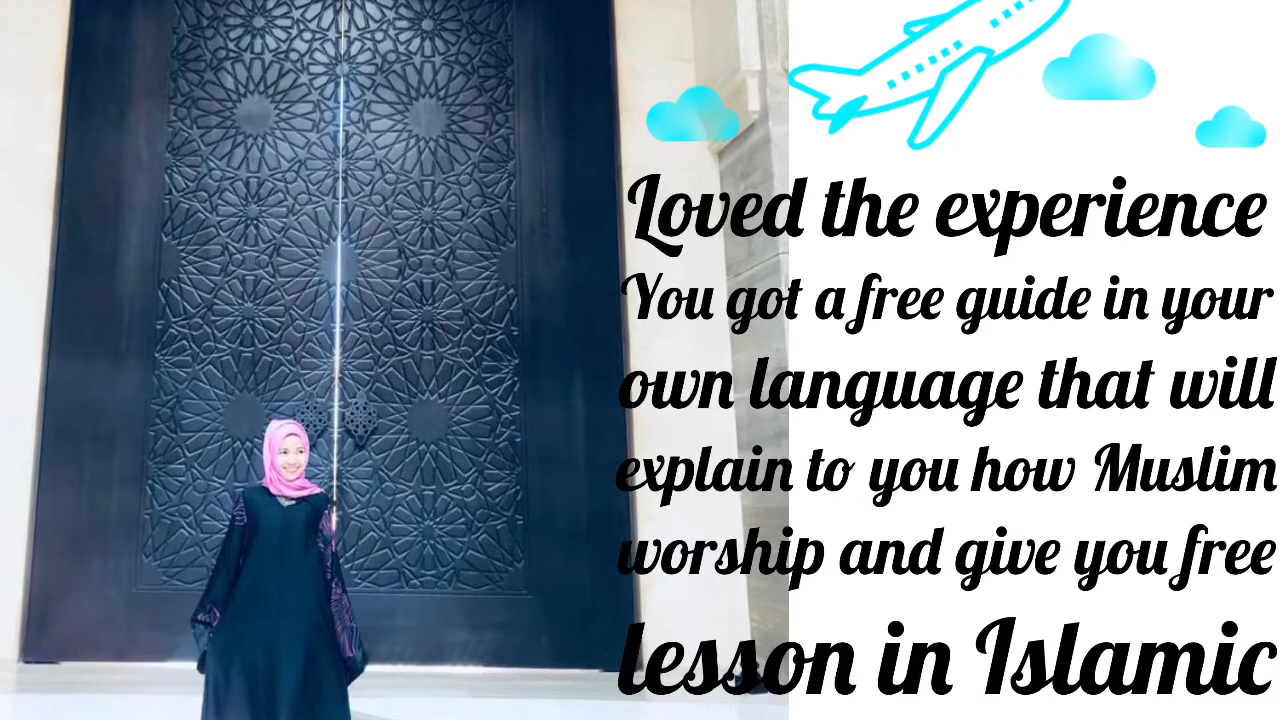 Loved the experience
You got a free guide in your
own language that will
explain to you how Muslim
worship and give you free
lesson in Islamic